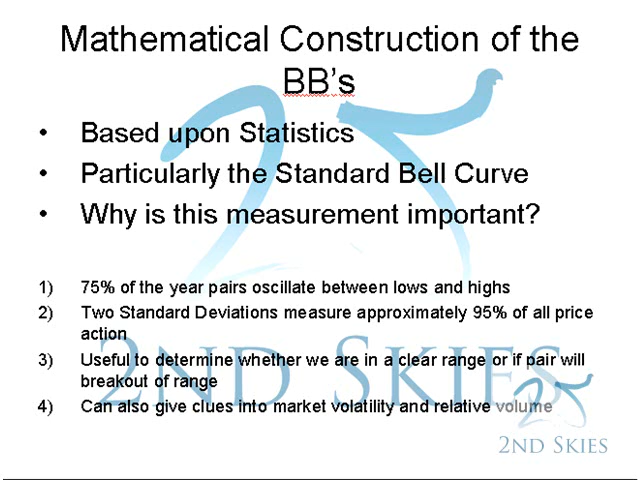 Mathematical Construction of the
BB's
• Based upon Statistics
• Particularly the Standard Bell Curve
• Why is this measurement important?
1) 75% of the year pairs oscillate between lows and highs
2) Two Standard Deviations measure approximately 95% of all price
action
3) Useful to determine whether we are in a clear range or if pair will
breakout of range
4) Can also give clues into market volatility and relative volume
2ND SKIES
2ND SKIES